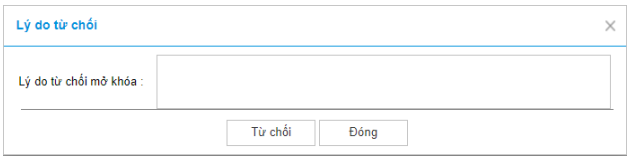 Lý do từ chối
Lý do từ chối mở khóa :
Từ chối Đóng